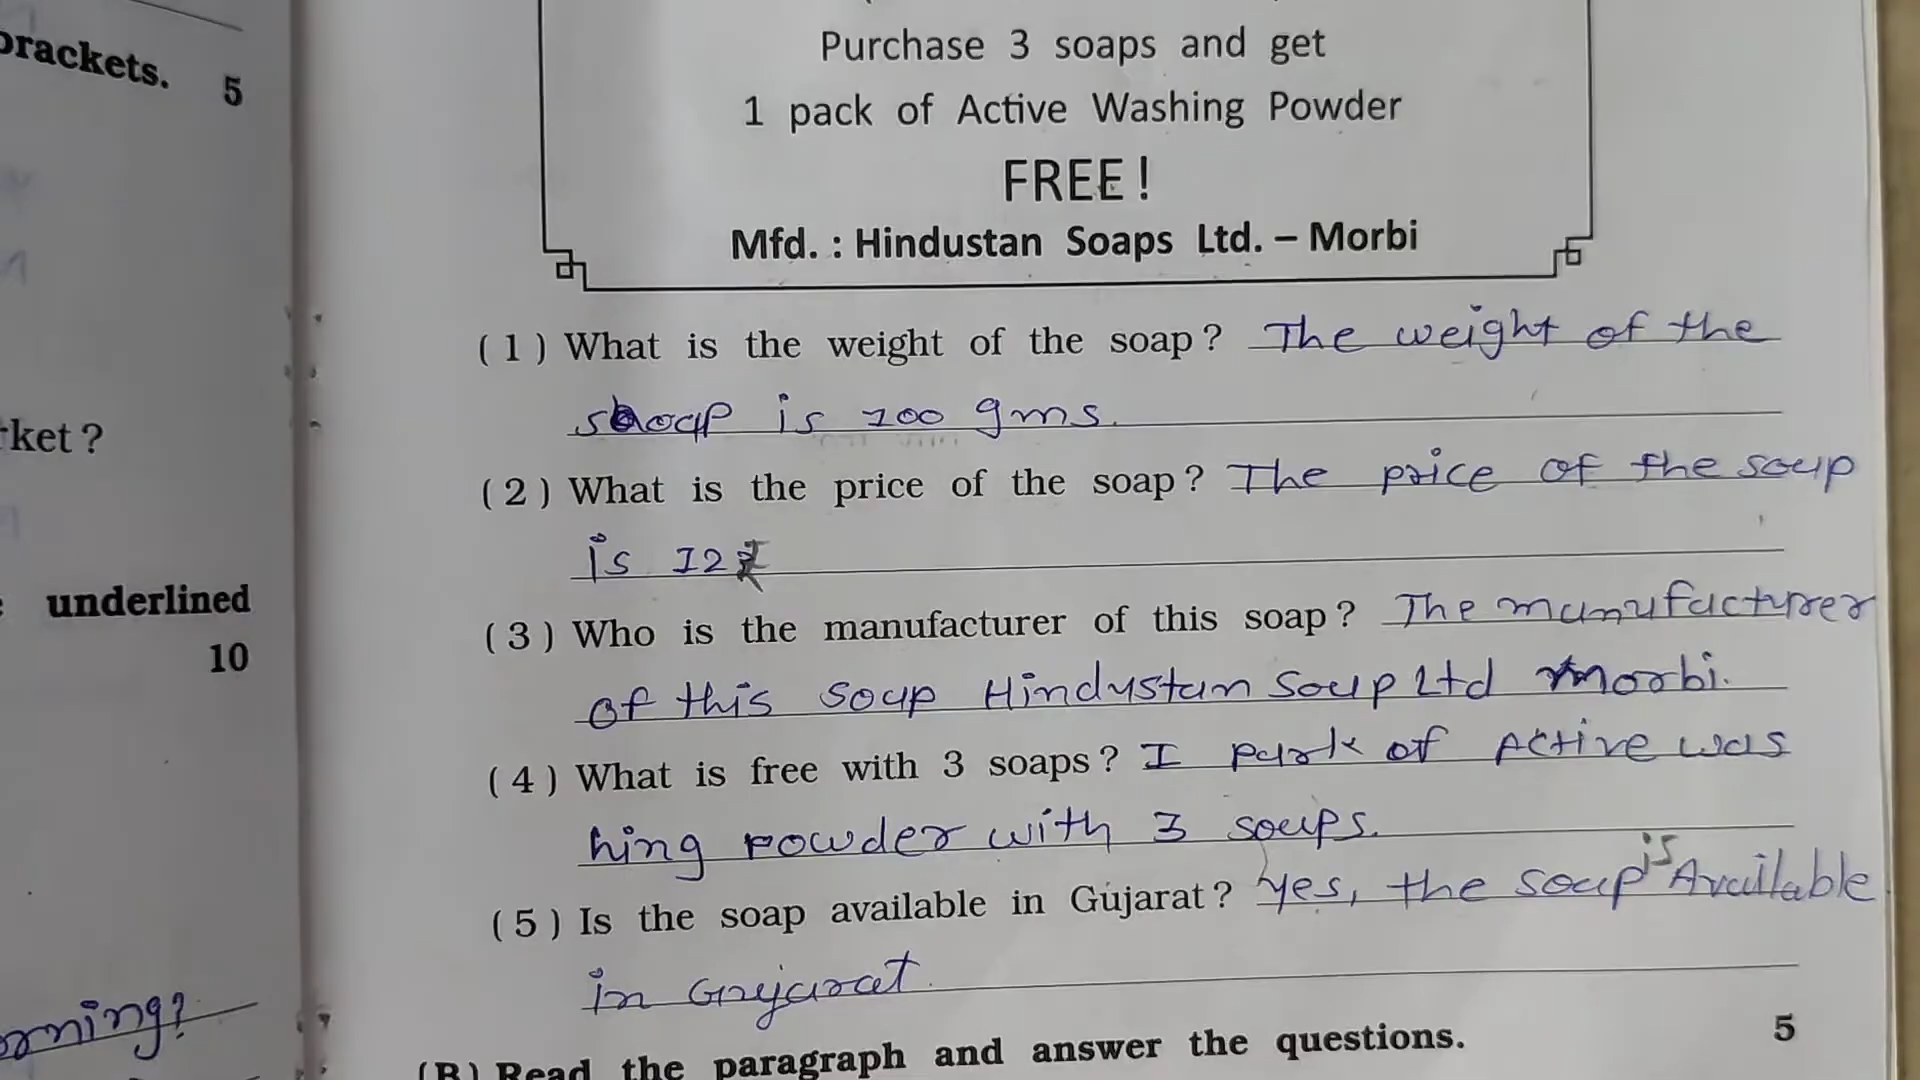 brackets. 5
Purchase 3 soaps and get
1 pack of Active Washing Powder
FREE!
Mfd. : Hindustan Soaps Ltd. – Morbi
(1) What is the weight of the soap? The weight of the
soap is 100 gms.
rket?
(2) What is the price of the soap? The price of the soap
is 12₹
underlined
10
(3) Who is the manufacturer of this soap? The manufacturer
of this soap Hindustan Soap Ltd Morbi.
(4) What is free with 3 soaps? 1 park of Active was
hing Powder with 3 soaps.
(5) Is the soap available in Gujarat? Yes, the soap is Available
in Gujarat.
orning?
(B) Read the paragraph and answer the questions. 5